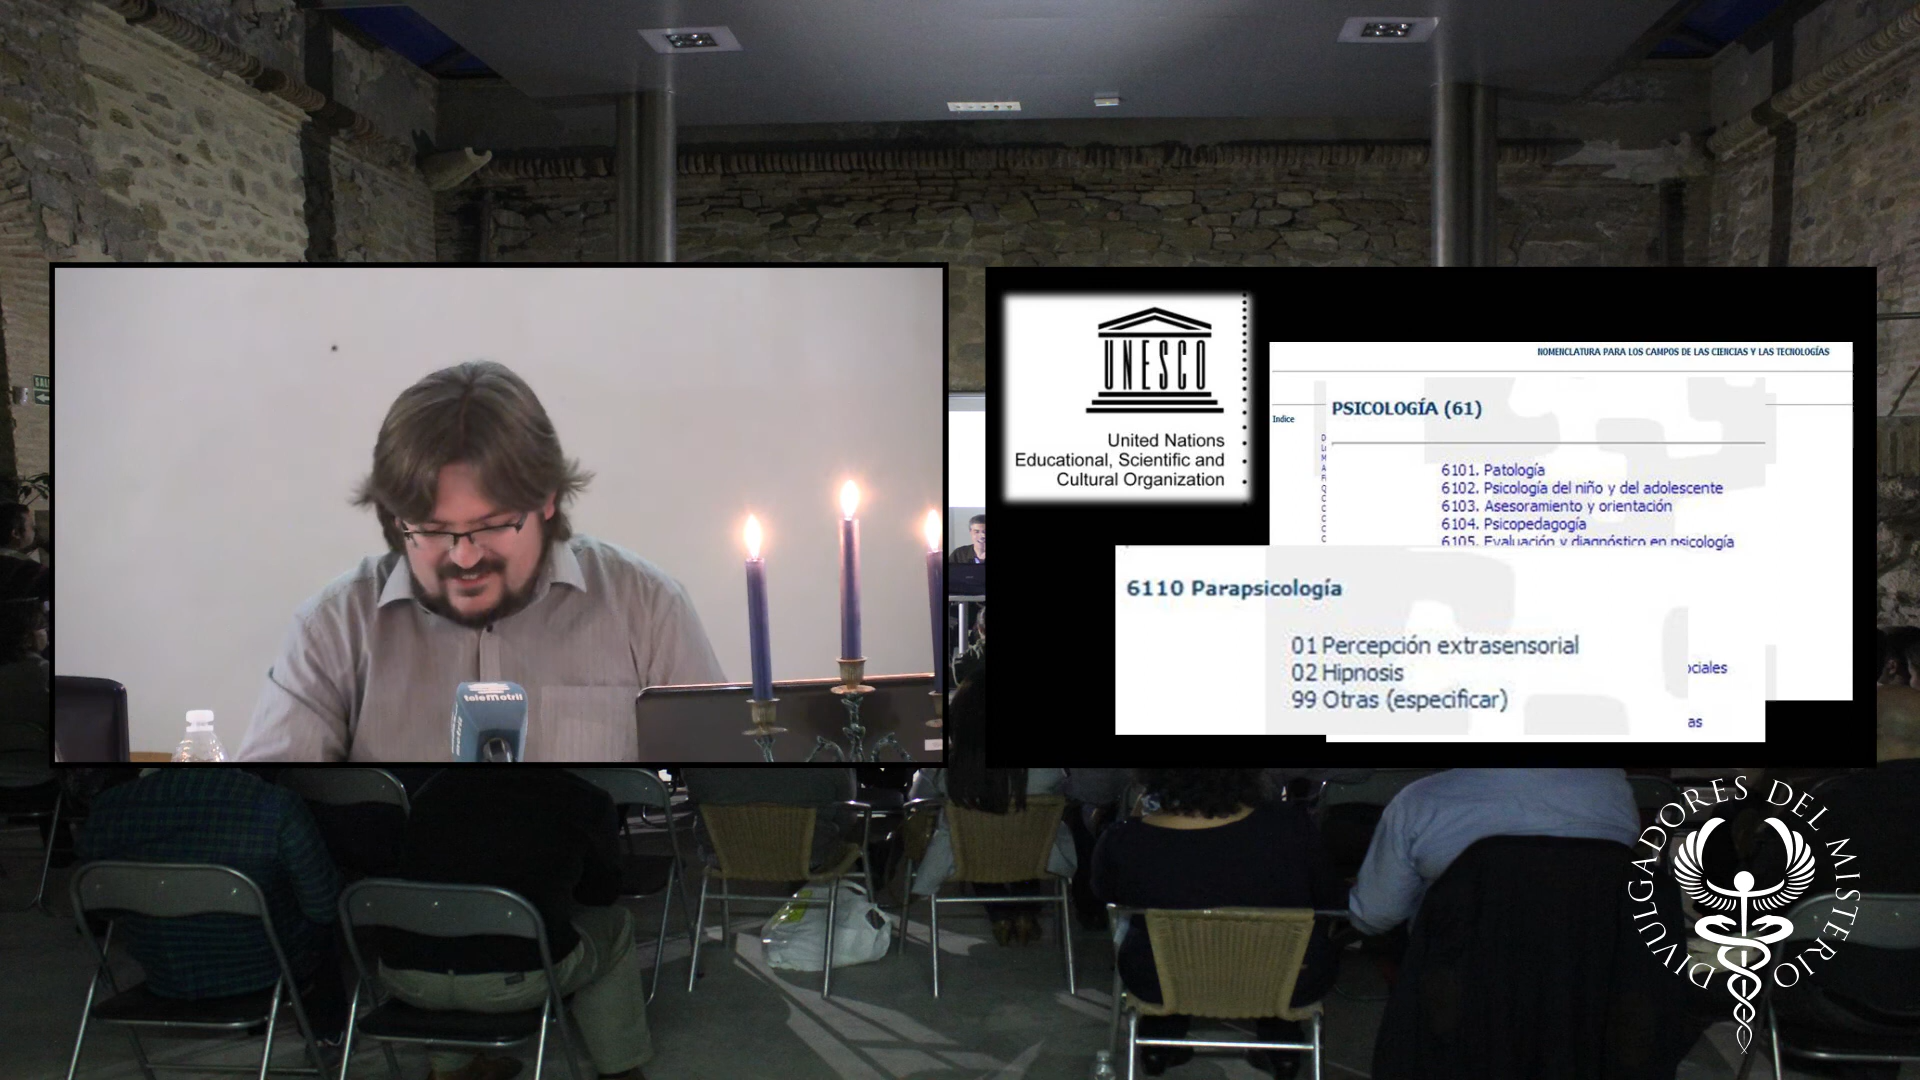 UNESCO
United Nations
Educational, Scientific and
Cultural Organization
NOMENCLATURA PARA LOS CAMPOS DE LAS CIENCIAS Y LAS TECNOLOGÍAS
Indice
PSICOLOGÍA (61)
6101. Patología
6102. Psicología del niño y del adolescente
6103. Asesoramiento y orientación
6104. Psicopedagogía
6105. Evaluación y diagnóstico en psicología
6110 Parapsicología
01 Percepción extrasensorial
02 Hipnosis
99 Otras (especificar)
ociales
as
teleMotril
DIVULGADORES DEL MISTERIO